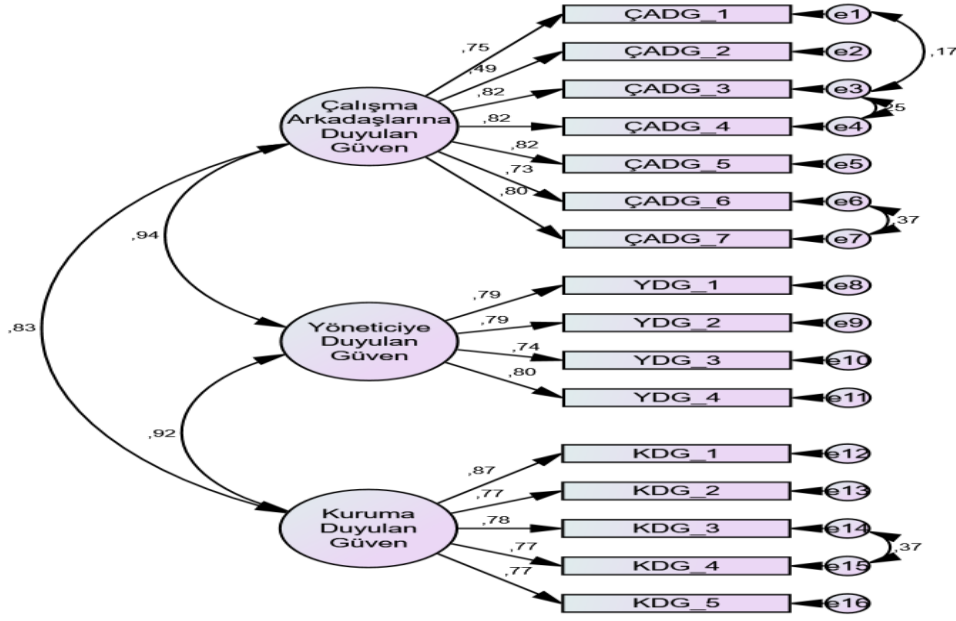 ÇADG_1
e1
,75
,17
ÇADG_2
e2
,49
ÇADG_3
e3
,82
,25
ÇADG_4
e4
,82
ÇADG_5
e5
,82
ÇADG_6
e6
,73
,37
ÇADG_7
e7
,80
Çalışma
Arkadaşlarına
Duyulan
Güven
,94
,83
YDG_1
e8
,79
YDG_2
e9
,79
YDG_3
e10
,74
YDG_4
e11
,80
Yöneticiye
Duyulan
Güven
,92
KDG_1
e12
,87
KDG_2
e13
,77
KDG_3
e14
,78
,37
KDG_4
e15
,77
KDG_5
e16
,77
Kuruma
Duyulan
Güven